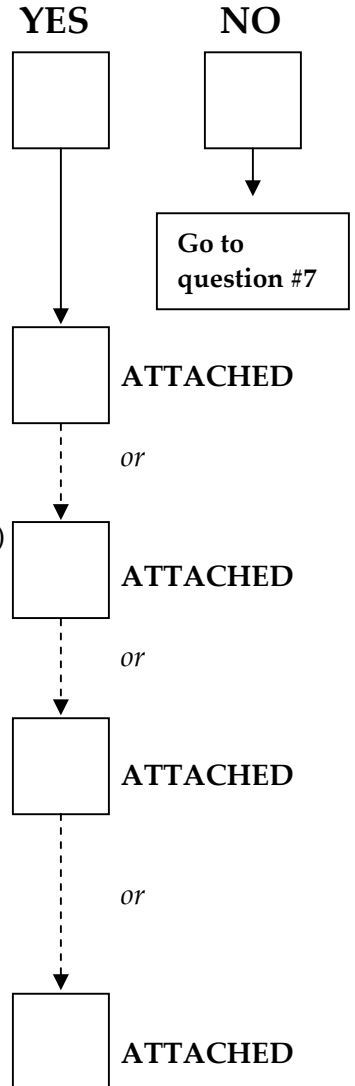 YES NO
Go to
question #7
ATTACHED
or
)
ATTACHED
or
ATTACHED
or
ATTACHED